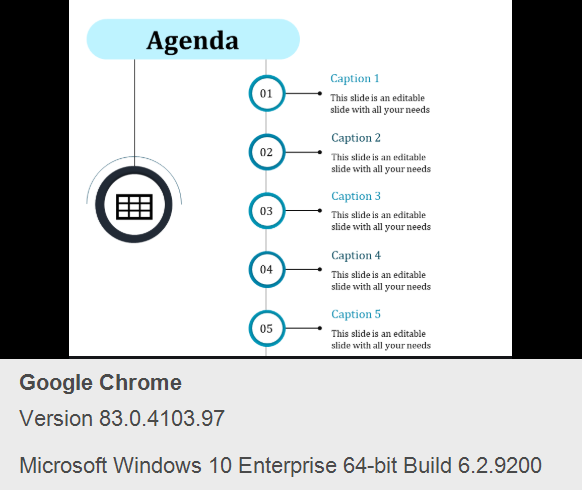 Agenda
01
Caption 1
This slide is an editable
slide with all your needs
02
Caption 2
This slide is an editable
slide with all your needs
03
Caption 3
This slide is an editable
slide with all your needs
04
Caption 4
This slide is an editable
slide with all your needs
05
Caption 5
This slide is an editable
slide with all your needs
Google Chrome
Version 83.0.4103.97
Microsoft Windows 10 Enterprise 64-bit Build 6.2.9200